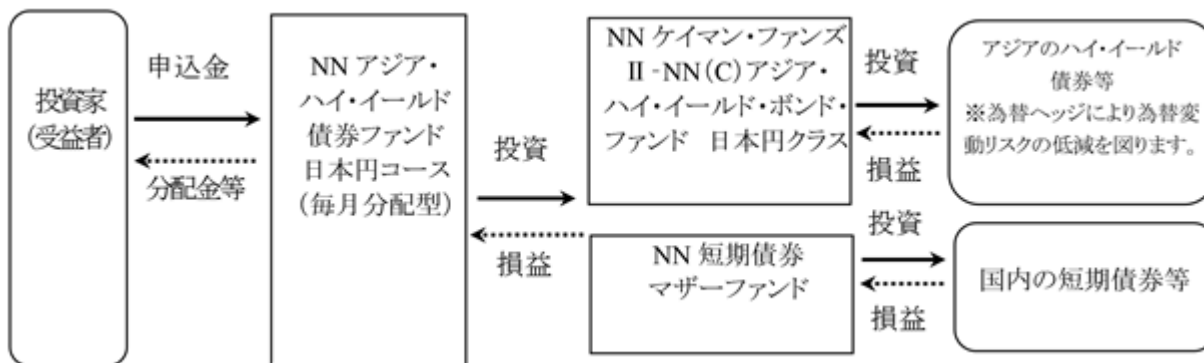 投資家
(受益者)
申込金
分配金等
NN アジア・
ハイ・イールド
債券ファンド
日本円コース
(毎月分配型)
投資
損益
NN ケイマン・ファンズ
Ⅱ-NN(C)アジア・
ハイ・イールド・ボンド・
ファンド 日本円クラス
投資
損益
アジアのハイ・イールド
債券等
※為替ヘッジにより為替変
動リスクの低減を図ります。
NN 短期債券
マザーファンド
投資
損益
国内の短期債券等